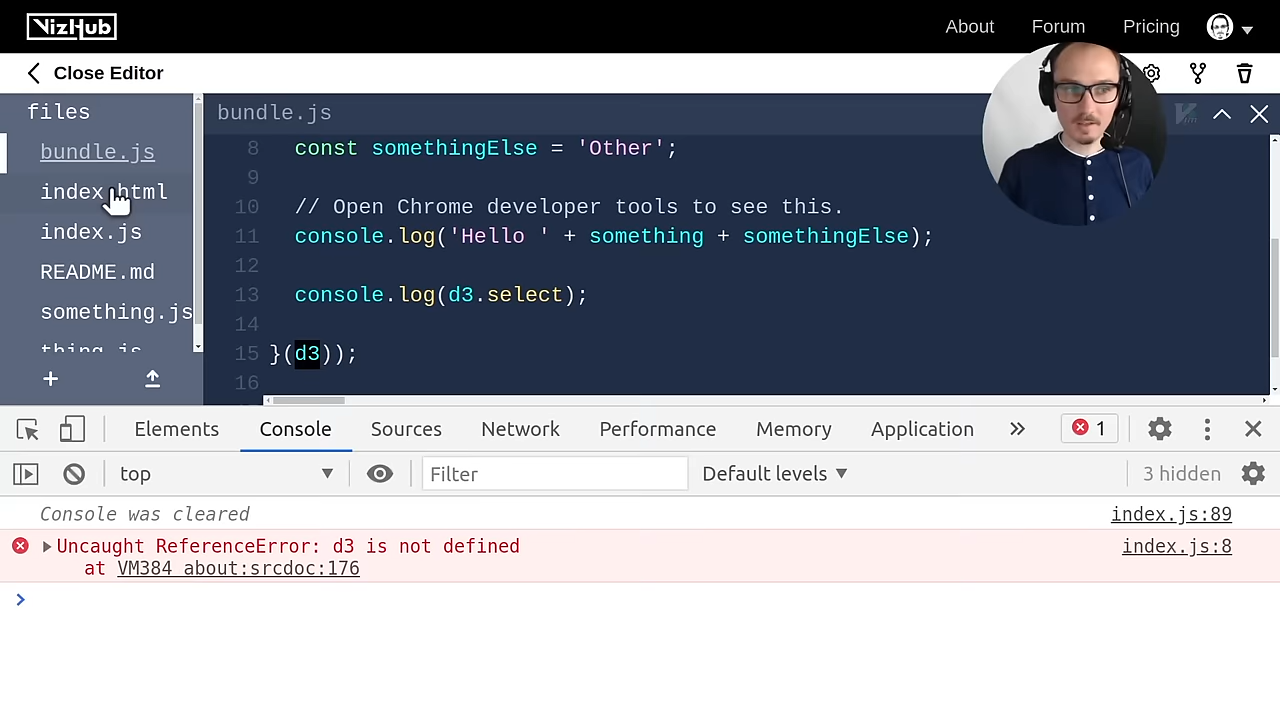 VizHub
About Forum Pricing
Close Editor
files
bundle.js
index.html
index.js
README.md
something.js
thing.js
bundle.js
8 const somethingElse = 'Other';
9
10 // Open Chrome developer tools to see this.
11 console.log('Hello ' + something + somethingElse);
12
13 console.log(d3.select);
14
15 }(d3));
16
Elements Console Sources Network Performance Memory Application 1
top Filter Default levels 3 hidden
Console was cleared index.js:89
Uncaught ReferenceError: d3 is not defined index.js:8
at VM384 about:srcdoc:176